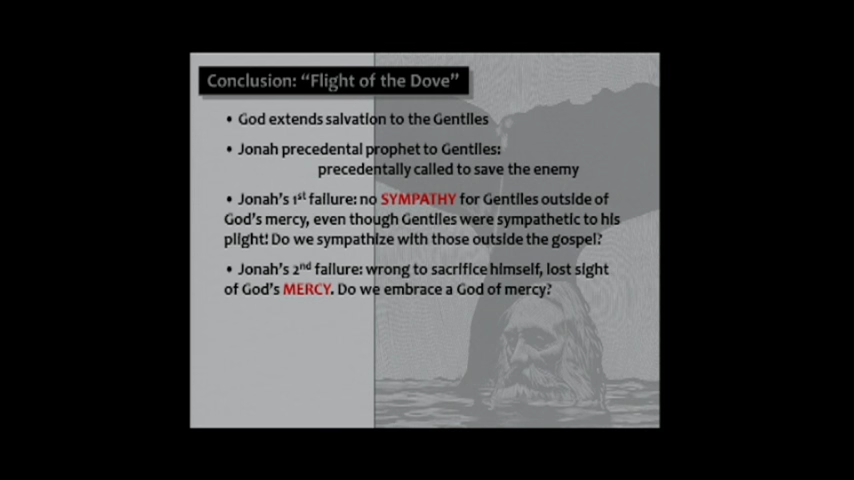 Conclusion: “Flight of the Dove”
• God extends salvation to the Gentiles
• Jonah precedental prophet to Gentiles:
precedentally called to save the enemy
• Jonah’s 1st failure: no SYMPATHY for Gentiles outside of
God’s mercy, even though Gentiles were sympathetic to his
plight! Do we sympathize with those outside the gospel?
• Jonah’s 2nd failure: wrong to sacrifice himself, lost sight
of God’s MERCY. Do we embrace a God of mercy?